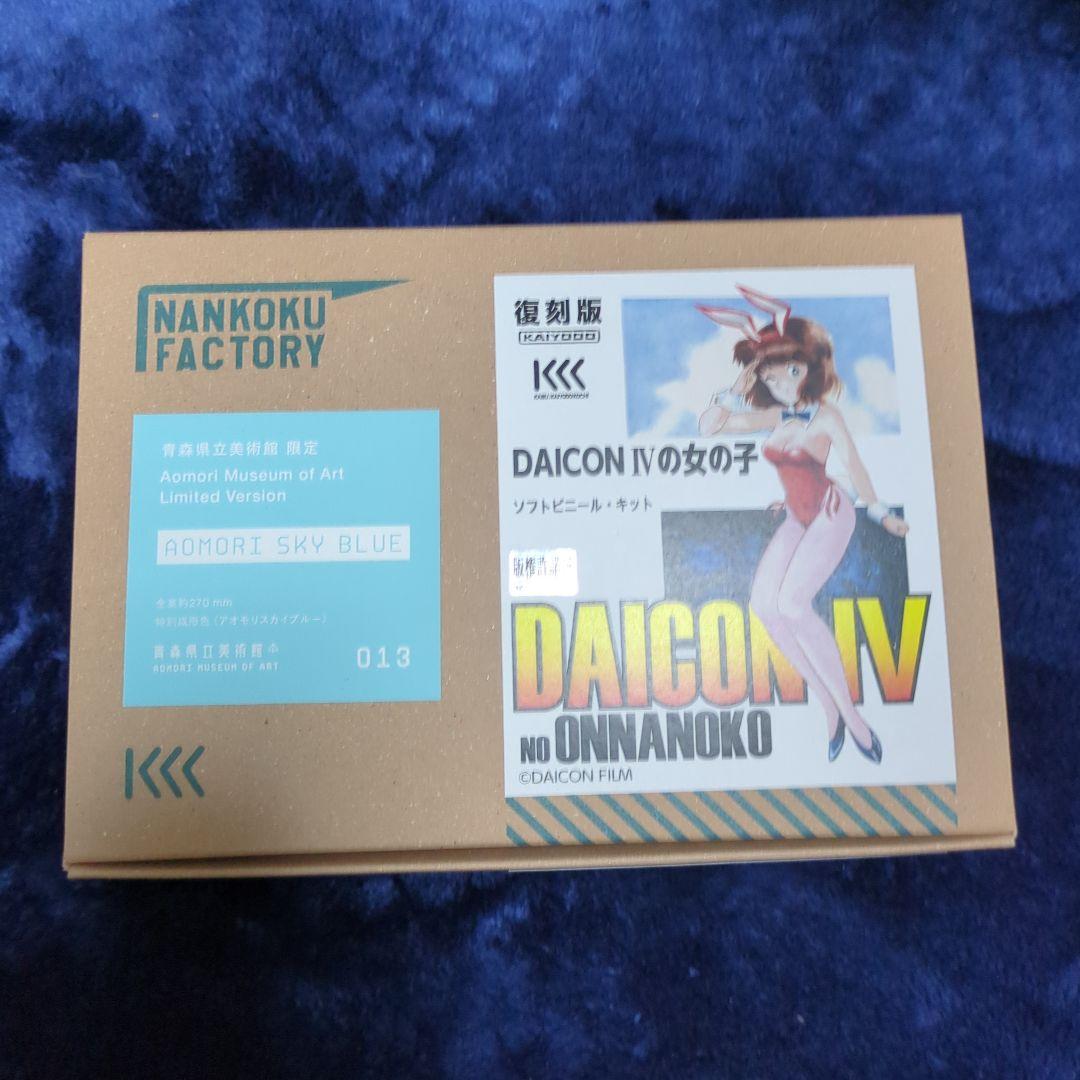 NANKOKU
FACTORY
青森県立美術館 限定
Aomori Museum of Art
Limited Version
AOMORI SKY BLUE
全高約270mm
特別成形色(アオモリスカイブルー)
青森県立美術館
AOMORI MUSEUM OF ART
013
復刻版
KAIYODO
DAICON IVの女の子
ソフトビニール・キット
DAICON IV
NO ONNANOKO
©DAICON FILM